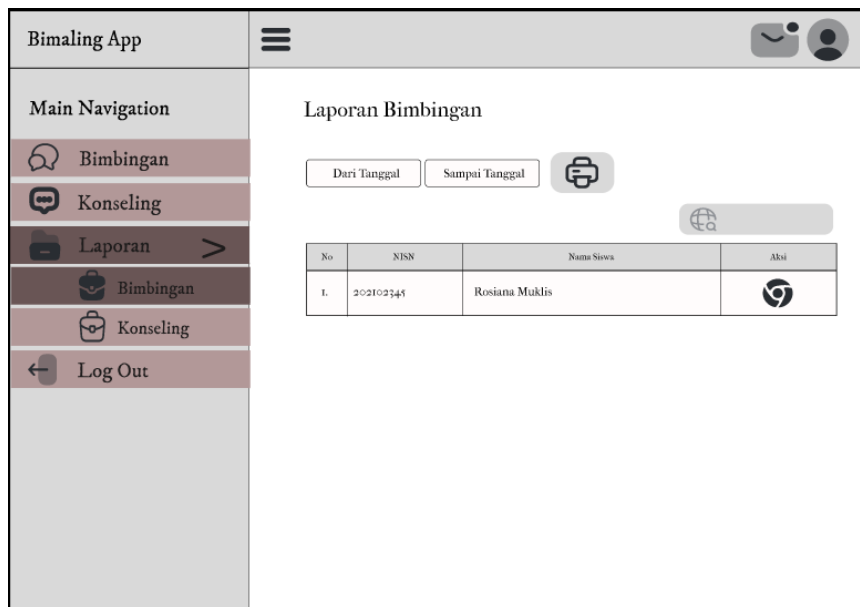 Bimaling App
Main Navigation
Bimbingan
Konseling
Laporan >
Bimbingan
Konseling
Log Out
Laporan Bimbingan
Dari Tanggal Sampai Tanggal
No NISN Nama Siswa Aksi
1. 202102345 Rosiana Muklis